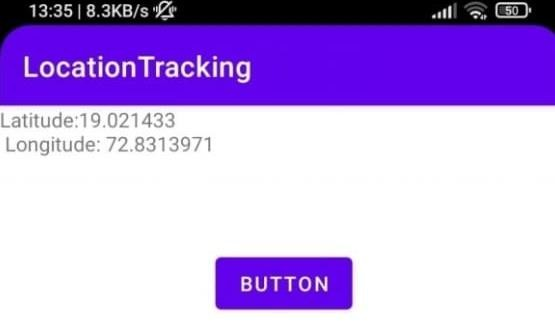 13:35 | 8.3KB/s
50
LocationTracking
Latitude:19.021433
Longitude: 72.8313971
BUTTON